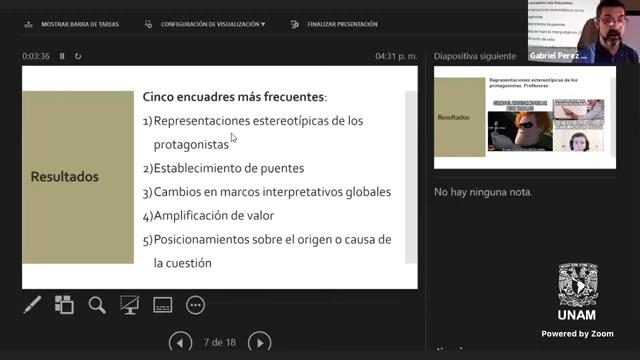 MOSTRAR BARRA DE TAREAS
CONFIGURACIÓN DE VISUALIZACIÓN ▾
FINALIZAR PRESENTACIÓN
0:03:36
04:31 p. m.
Diapositiva siguiente
Gabriel Perez ...
Resultados
Cinco encuadres más frecuentes:
1)Representaciones estereotípicas de los
protagonistas
2)Establecimiento de puentes
3)Cambios en marcos interpretativos globales
4)Amplificación de valor
5)Posicionamientos sobre el origen o causa de
la cuestión
Representaciones estereotípicas de los
protagonistas: Profesores
Resultados
No hay ninguna nota.
7 de 18
UNAM
Powered by Zoom